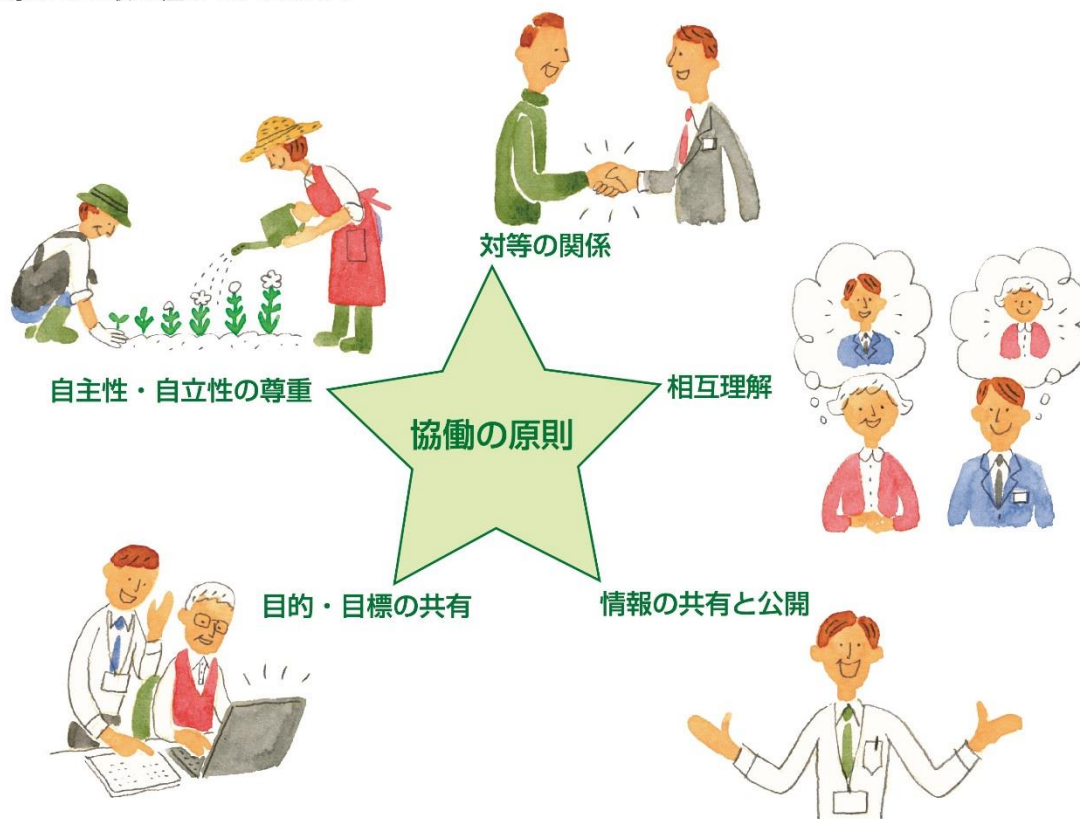 対等の関係
自主性・自立性の尊重
相互理解
協働の原則
目的・目標の共有
情報の共有と公開